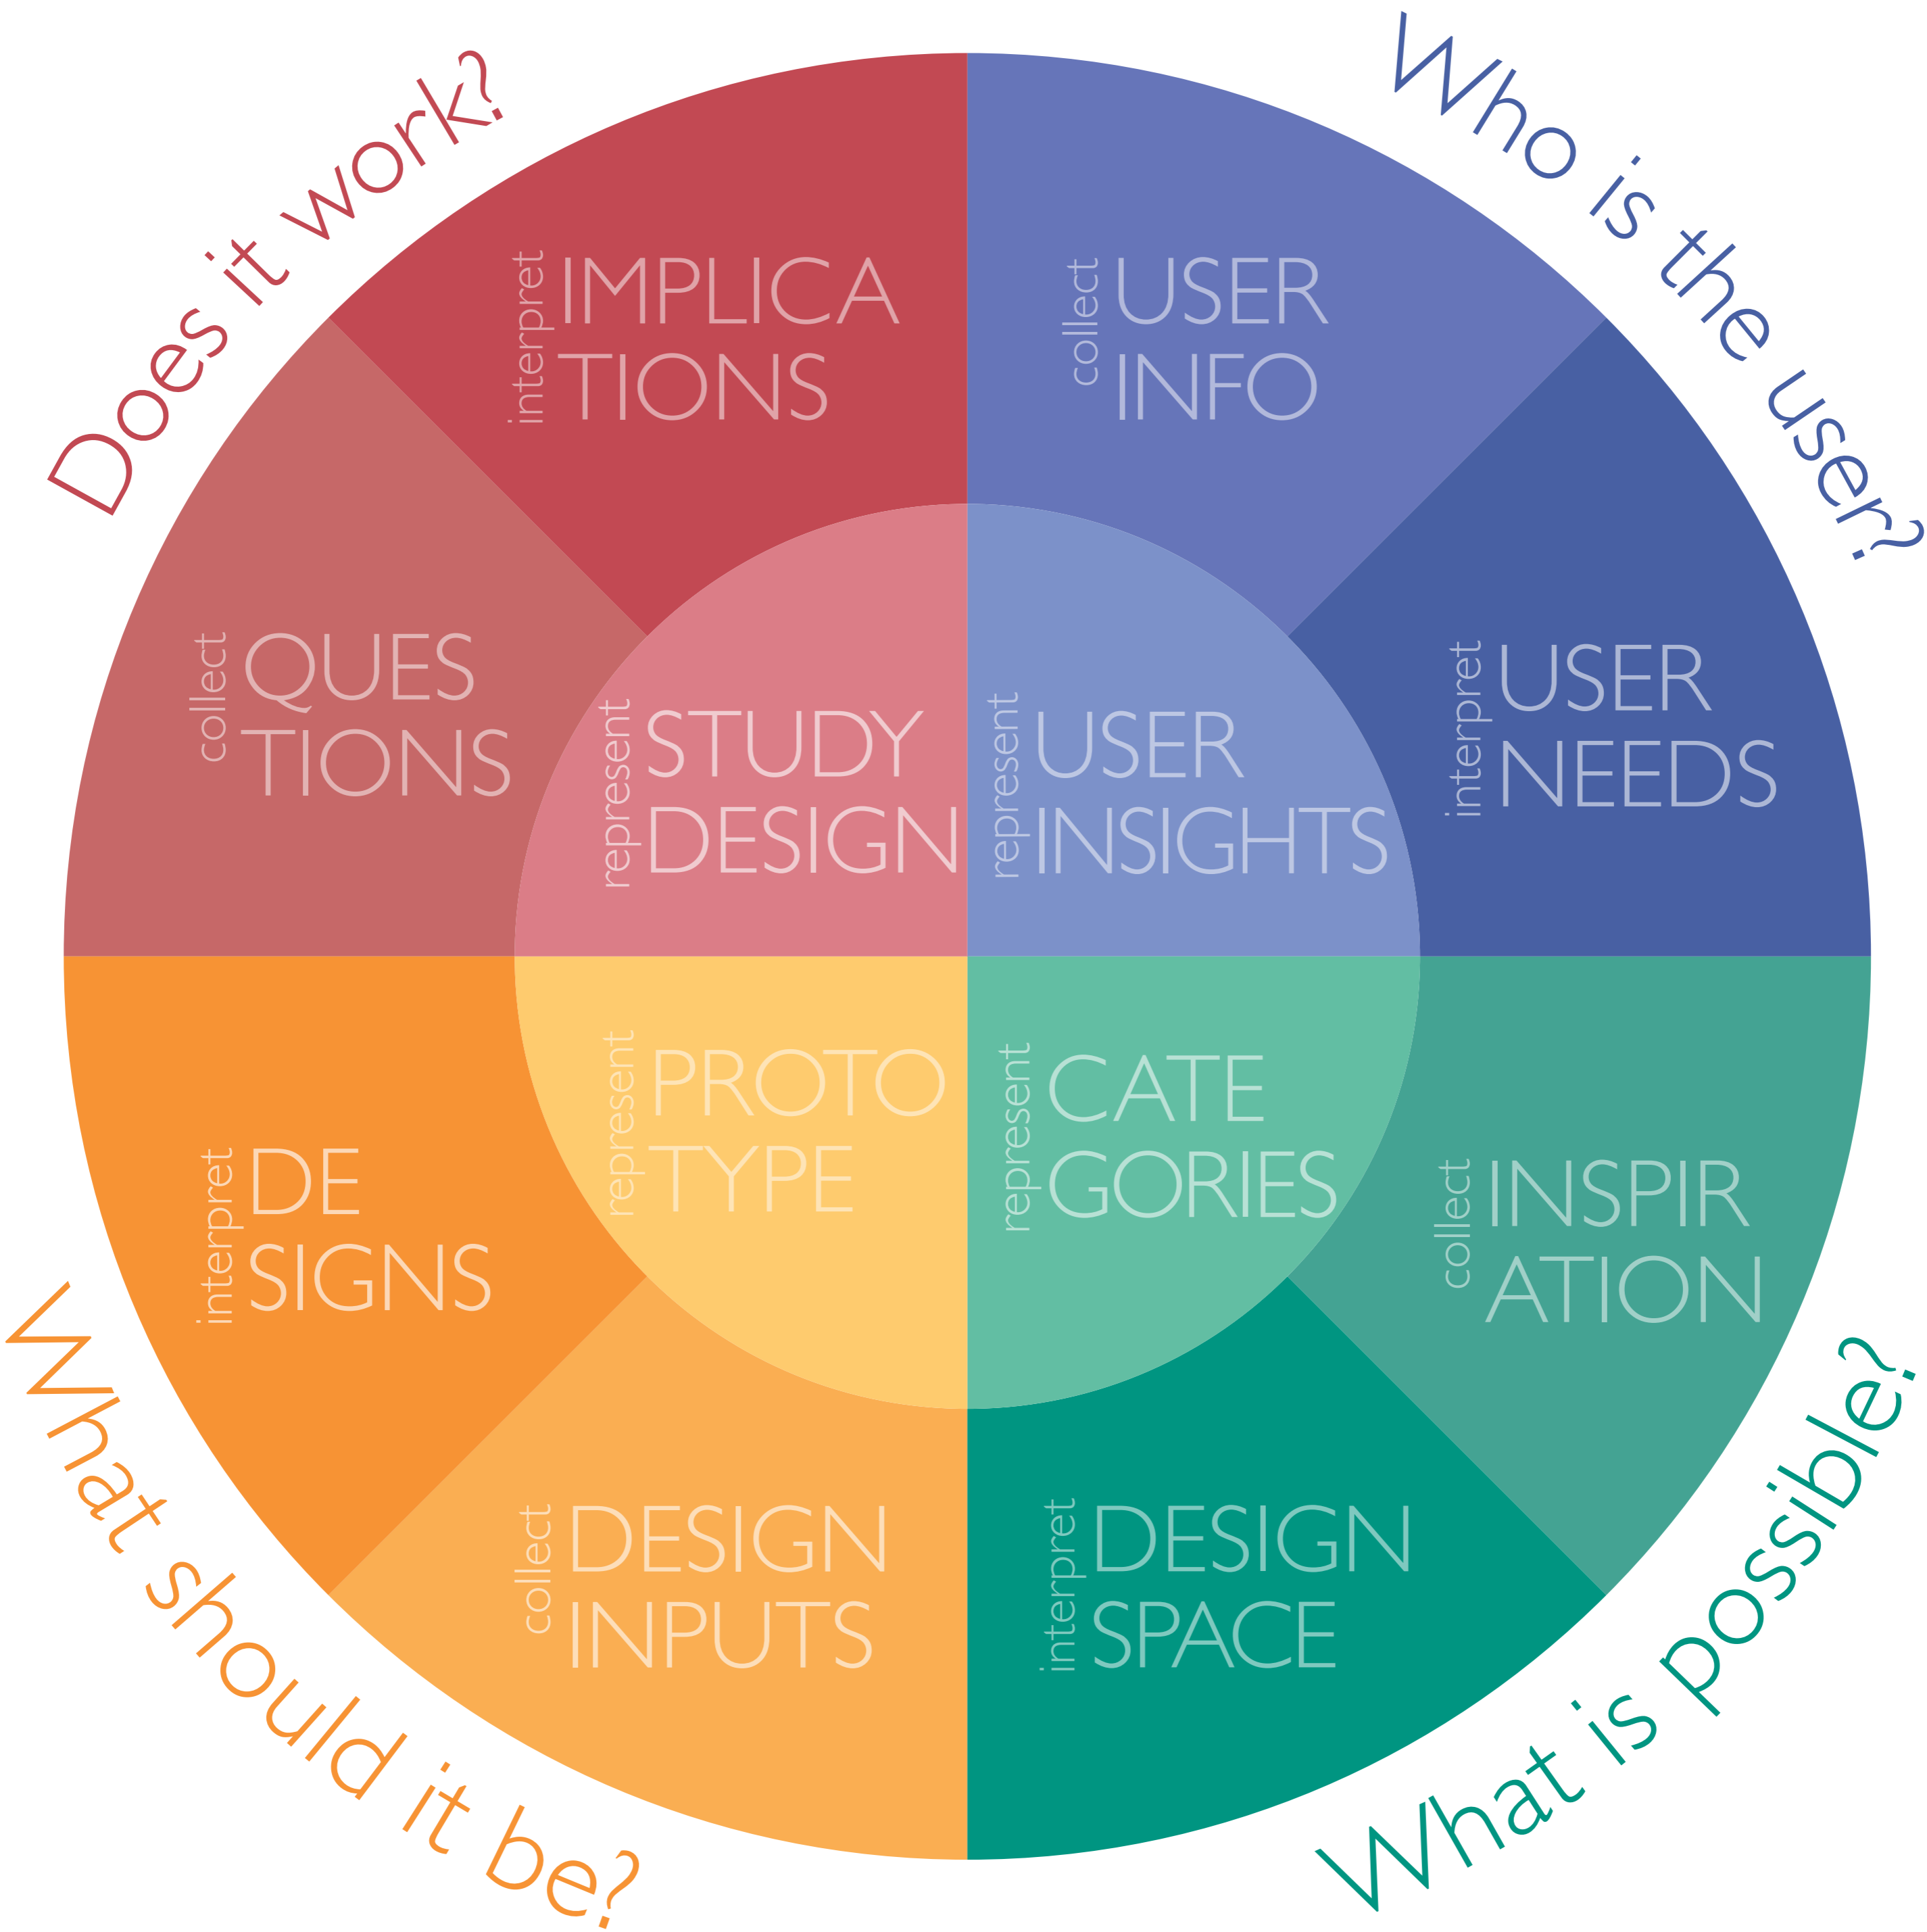 Who is the user?
collect
USER
INFO
interpret
USER
NEEDS
represent
USER
INSIGHTS
What is possible?
collect
INSPIR
ATION
interpret
DESIGN
SPACE
represent
CATE
GORIES
What should it be?
collect
DESIGN
INPUTS
interpret
DE
SIGNS
represent
PROTO
TYPE
Does it work?
collect
QUES
TIONS
interpret
IMPLICA
TIONS
represent
STUDY
DESIGN